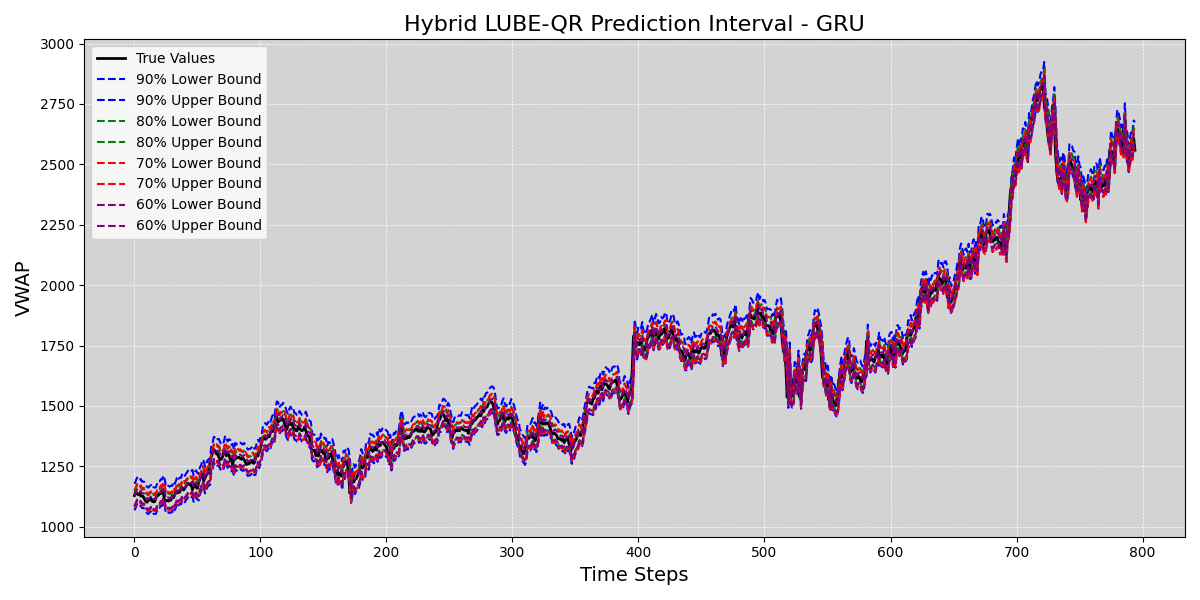 Hybrid LUBE-QR Prediction Interval - GRU
3000
2750
2500
2250
2000
1750
1500
1250
1000
VWAP
True Values
90% Lower Bound
90% Upper Bound
80% Lower Bound
80% Upper Bound
70% Lower Bound
70% Upper Bound
60% Lower Bound
60% Upper Bound
0 100 200 300 400 500 600 700 800
Time Steps